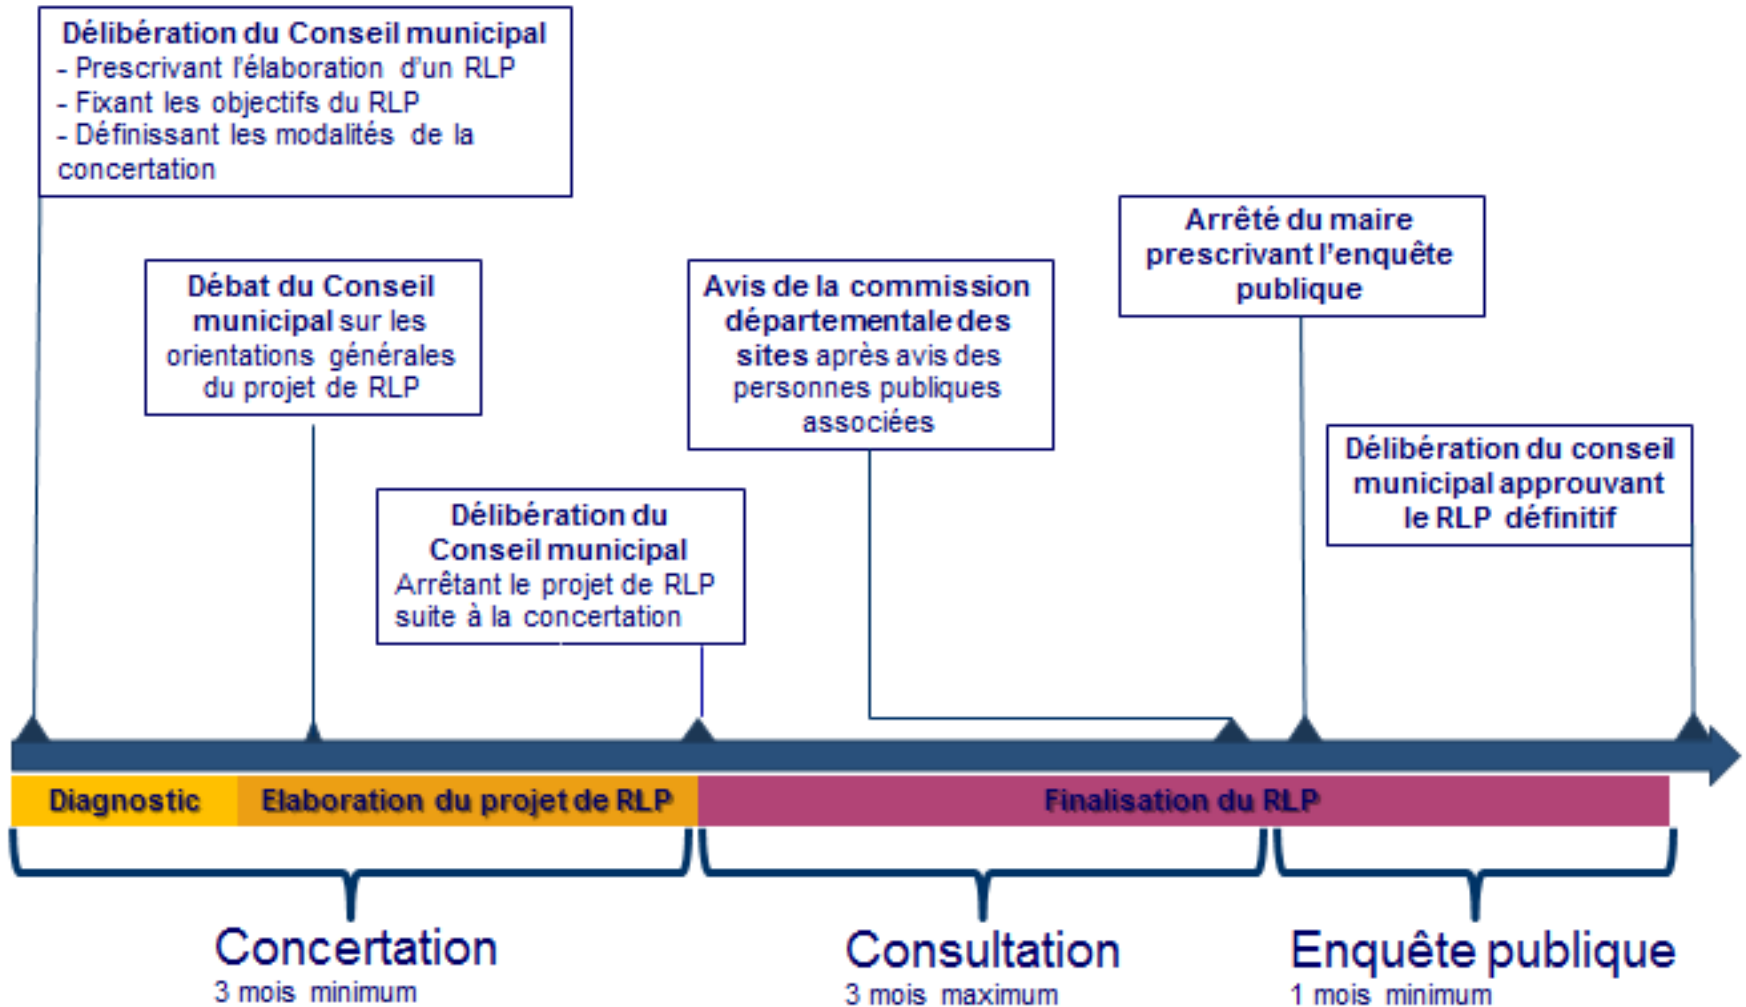 Délibération du Conseil municipal
- Prescrivant l'élaboration d'un RLP
- Fixant les objectifs du RLP
- Définissant les modalités de la
concertation
Débat du Conseil
municipal sur les
orientations générales
du projet de RLP
Délibération du
Conseil municipal
Arrêtant le projet de RLP
suite à la concertation
Avis de la commission
départementale des
sites après avis des
personnes publiques
associées
Arrêté du maire
prescrivant l'enquête
publique
Délibération du conseil
municipal approuvant
le RLP définitif
Diagnostic
Elaboration du projet de RLP
Finalisation du RLP
Concertation
3 mois minimum
Consultation
3 mois maximum
Enquête publique
1 mois minimum